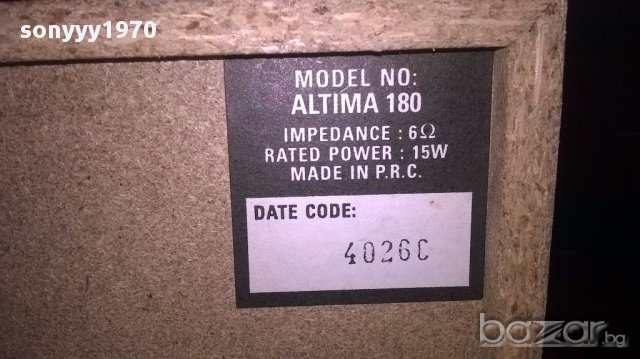 sonyyy1970
MODEL NO:
ALTIMA 180
IMPEDANCE : 6Ω
RATED POWER : 15W
MADE IN P.R.C.
DATE CODE:
4026C
bazar.bg